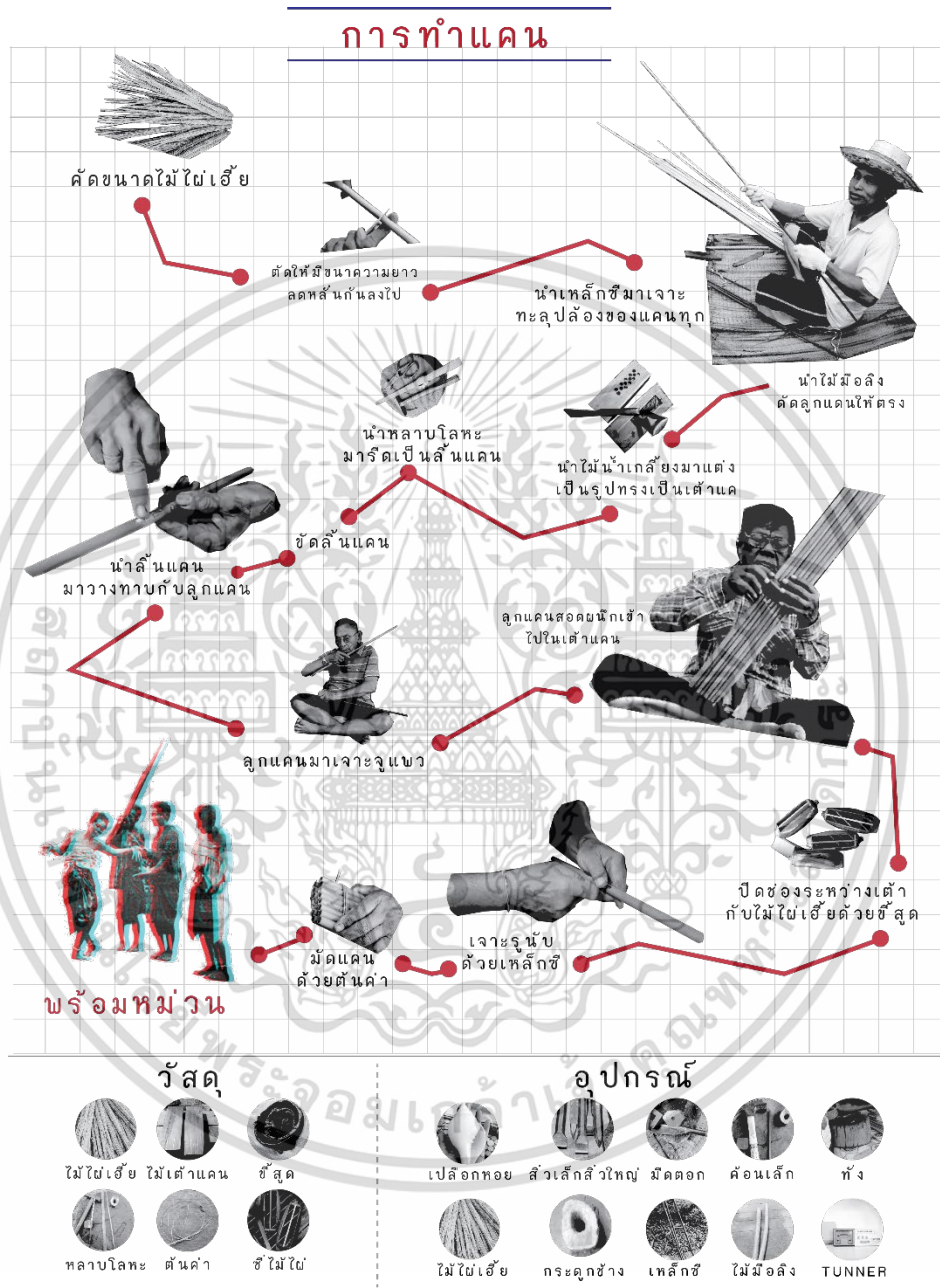 การทำแคน
คัดขนาดไม้ไผ่เฮี้ย
ตัดให้มีขนาความยาว
ลดหลั่นกันลงไป
นำเหล็กซีมาเจาะ
ทะลุปล้องของแคนทุก
นำไม้มือลิง
ดัดลูกแดนให้ตรง
นำไม้น้ำเกลี้ยงมาแต่ง
เป็นรูปทรงเป็นเต้าแค
นำหลาบโลหะ
มารีดเป็นลิ้นแคน
ขัดลิ้นแคน
นำลิ้นแคน
มาวางทาบกับลูกแคน
ลูกแคนมาเจาะจูแพว
ลูกแคนสอดผนึกเข้า
ไปในเต้าแคน
ปิดช่องระหว่างเต้า
กับไม้ไผ่เฮี้ยด้วยขี้สูด
เจาะรูนับ
ด้วยเหล็กซี
มัดแคน
ด้วยต้นค่า
พร้อมหม่วน
วัสดุ
ไม้ไผ่เฮี้ย ไม้เต้าแคน ขี้สูด
หลาบโลหะ ต้นค่า ซี่ไม้ไผ่
อุปกรณ์
เปลือกหอย สิ่วเล็กสิ่วใหญ่ มีดตอก ค้อนเล็ก ทั่ง
ไม้ไผ่เฮี้ย กระดูกช้าง เหล็กซี ไม้มือลิง TUNNER